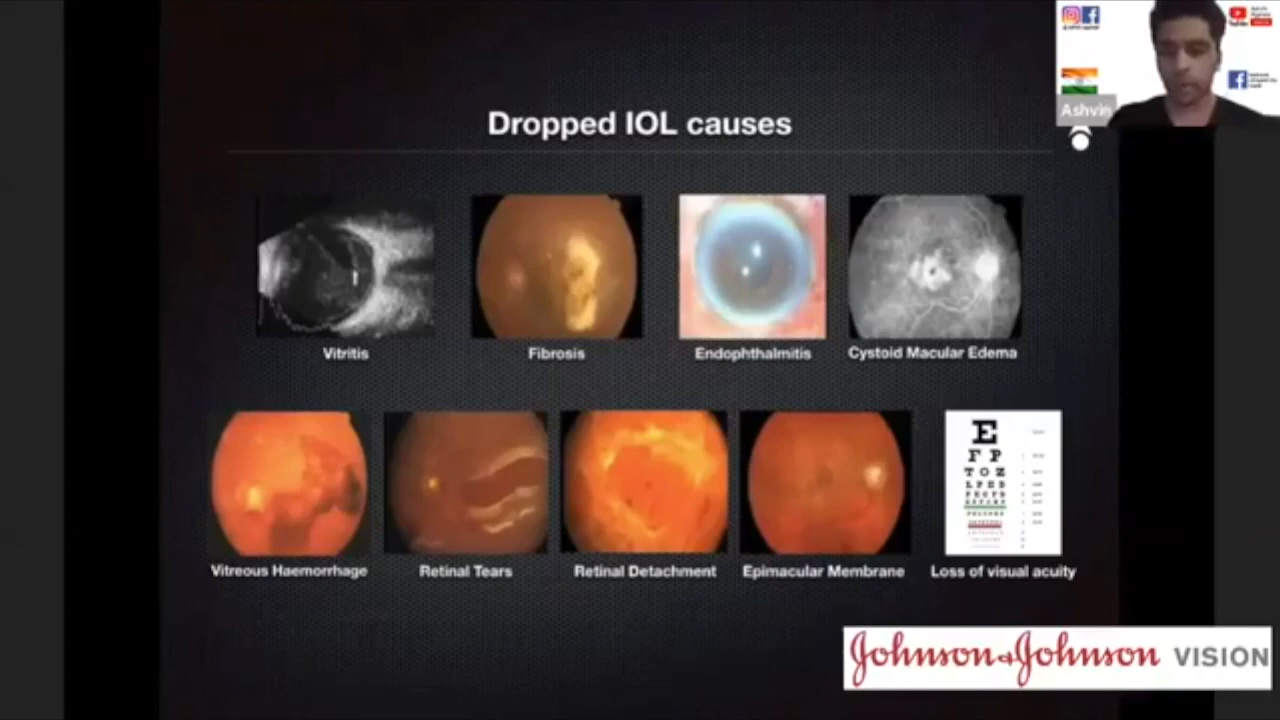 Dropped IOL causes
Ashvin
Vitritis
Fibrosis
Endophthalmitis
Cystoid Macular Edema
E
F P
T O Z
L P E D
P E C F D
Vitreous Haemorrhage
Retinal Tears
Retinal Detachment
Epimacular Membrane
Loss of visual acuity
Johnson & Johnson VISION